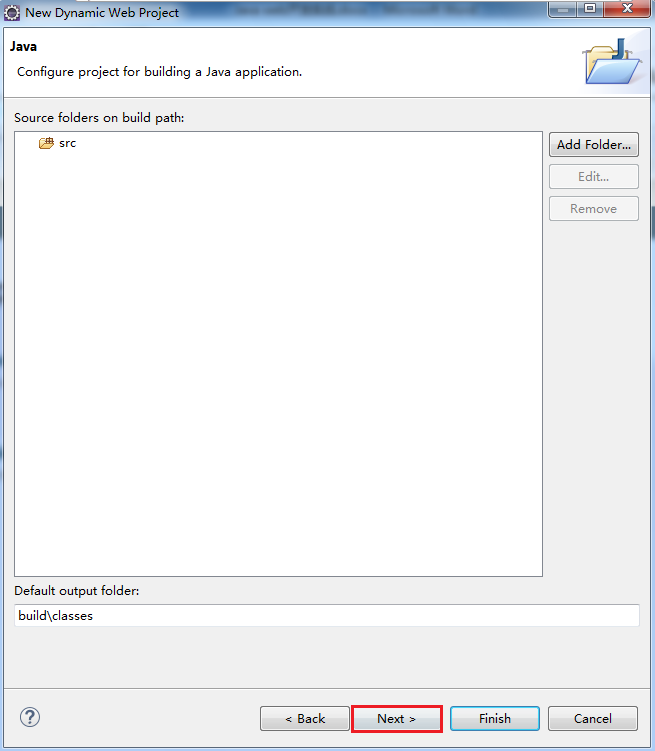 New Dynamic Web Project
Java
Configure project for building a Java application.
Source folders on build path:
src
Add Folder...
Edit...
Remove
Default output folder:
build\classes
?
< Back
Next >
Finish
Cancel